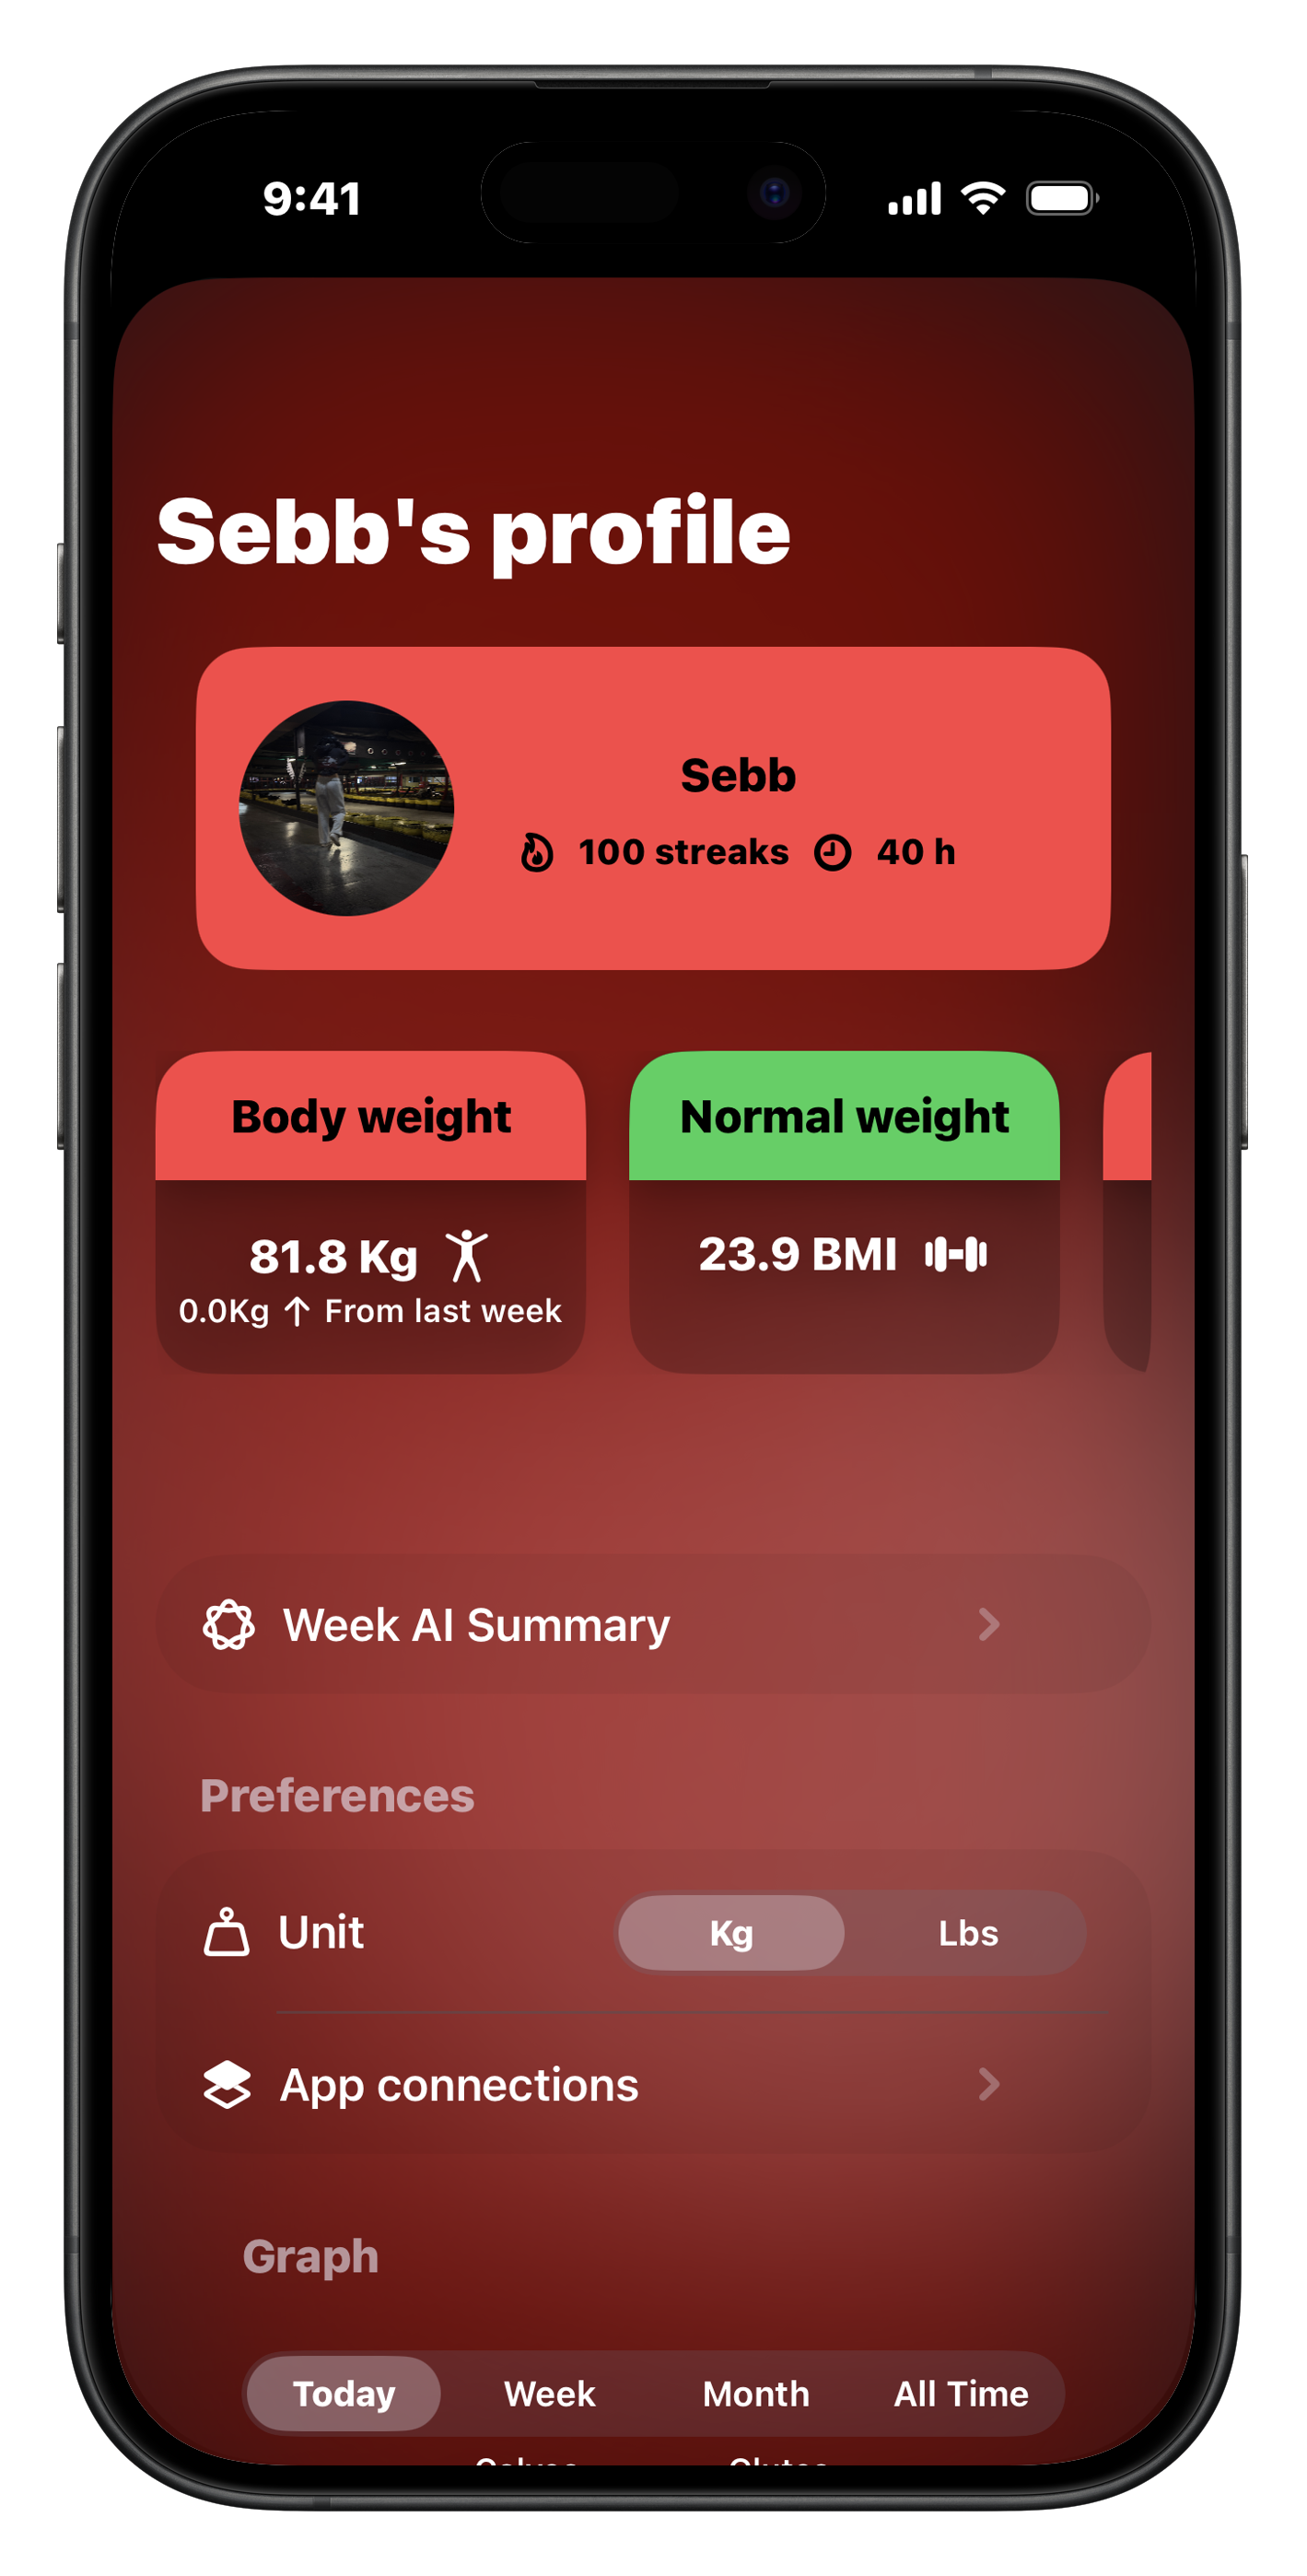 9:41
Sebb's profile
Sebb
100 streaks 40 h
Body weight
81.8 Kg
0.0Kg ↑ From last week
Normal weight
23.9 BMI
Week AI Summary
Preferences
Unit Kg Lbs
App connections
Graph
Today Week Month All Time